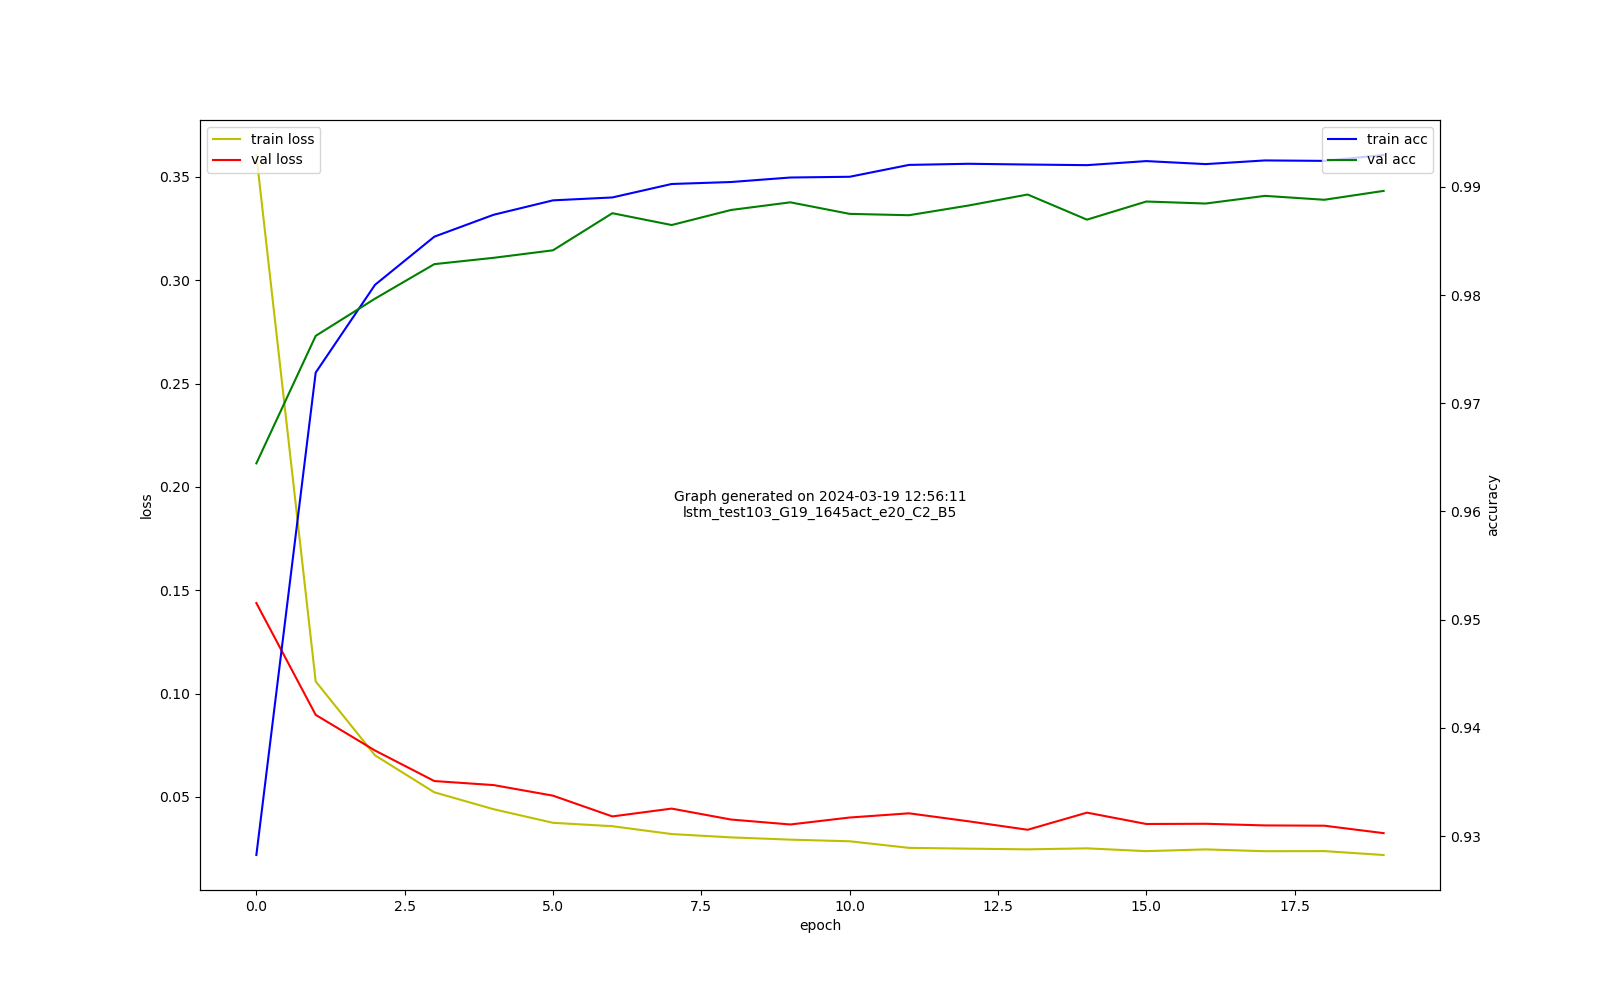 train loss
val loss
train acc
val acc
0.35
0.30
0.25
0.20
0.15
0.10
0.05
loss
Graph generated on 2024-03-19 12:56:11
lstm_test103_G19_1645act_e20_C2_B5
0.99
0.98
0.97
0.96
0.95
0.94
0.93
accuracy
0.0 2.5 5.0 7.5 10.0 12.5 15.0 17.5
epoch